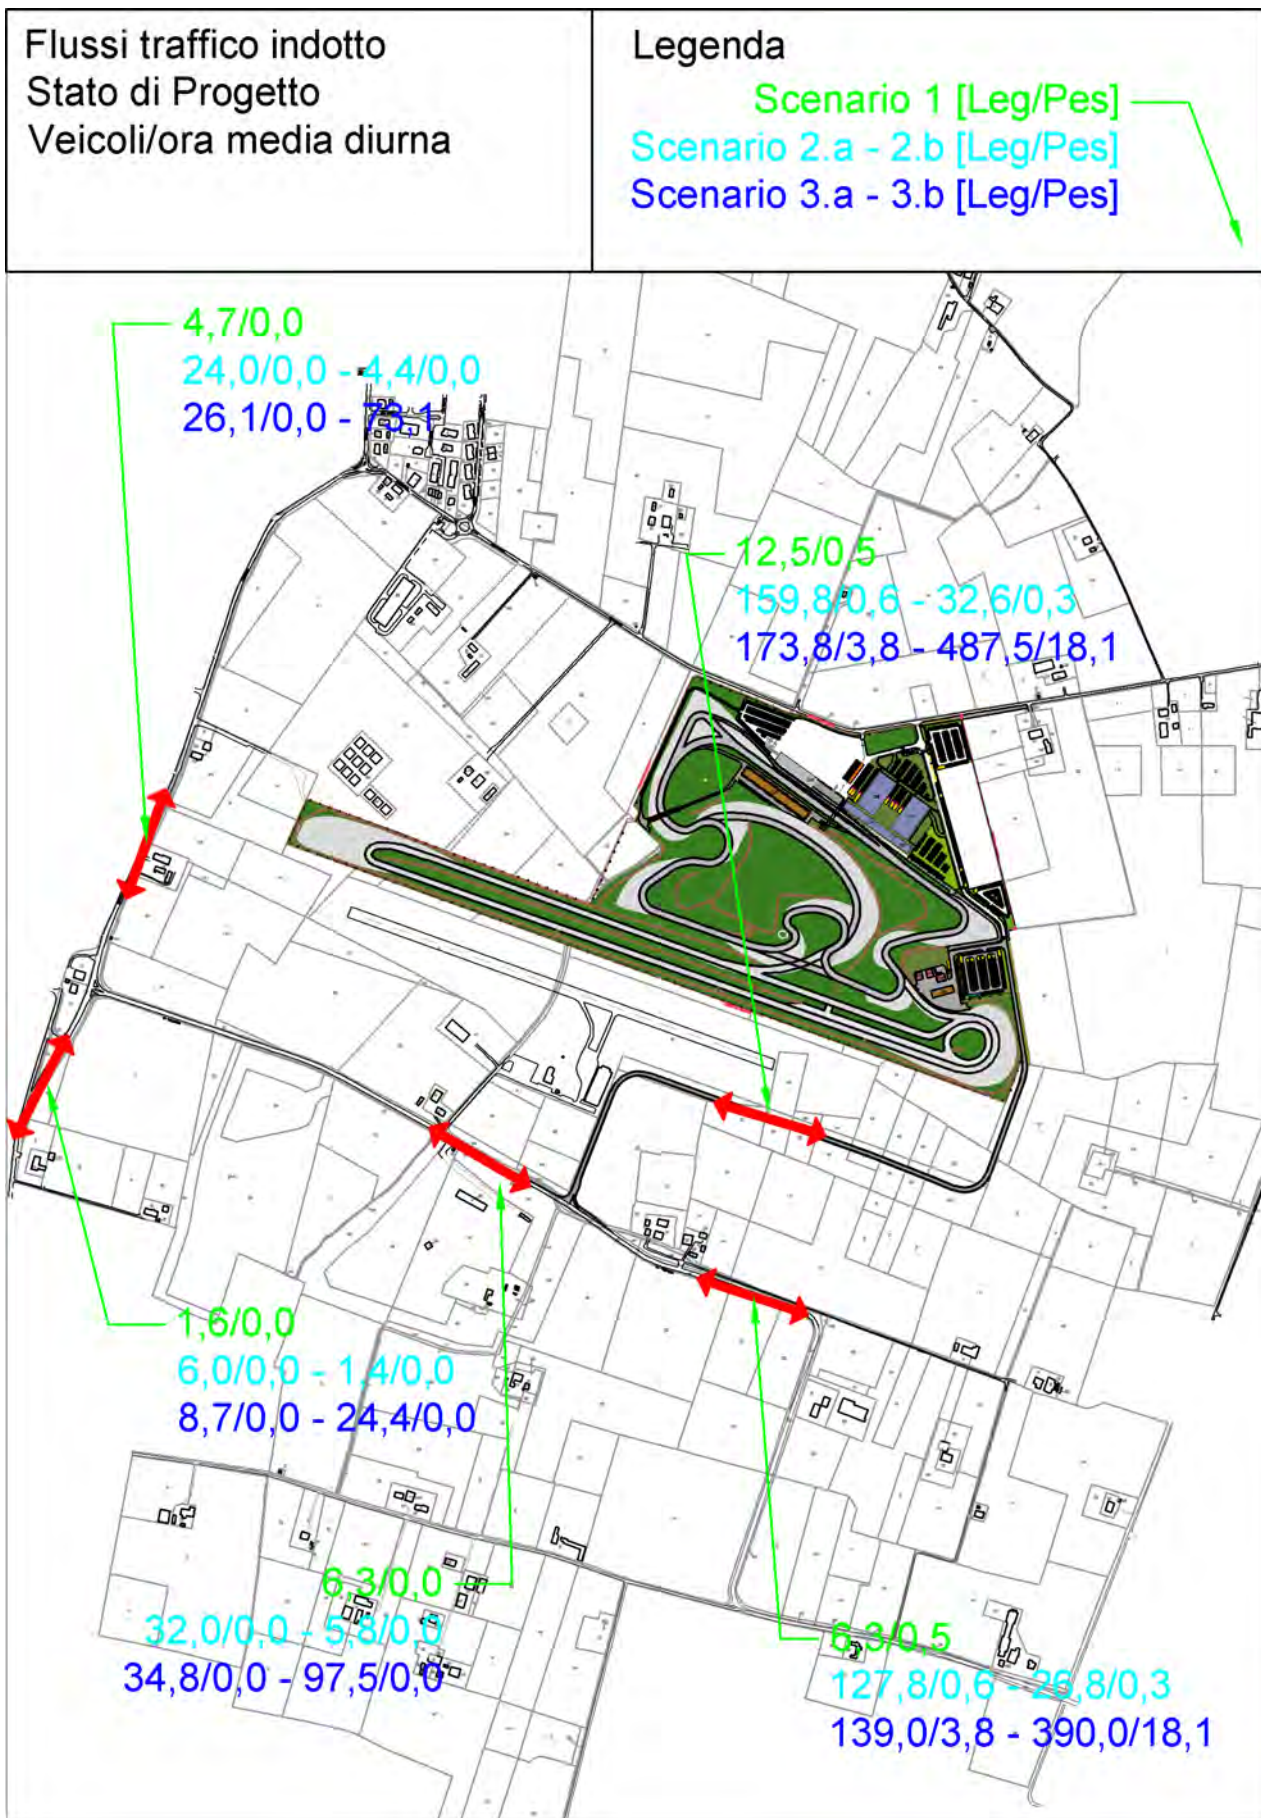 Flussi traffico indotto
Stato di Progetto
Veicoli/ora media diurna
Legenda
Scenario 1 [Leg/Pes]
Scenario 2.a - 2.b [Leg/Pes]
Scenario 3.a - 3.b [Leg/Pes]
4,7/0,0
24,0/0,0 - 4,4/0,0
26,1/0,0 - 73,1
12,5/0,5
159,8/0,6 - 32,6/0,3
173,8/3,8 - 487,5/18,1
1,6/0,0
6,0/0,0 - 1,4/0,0
8,7/0,0 - 24,4/0,0
6,3/0,0
32,0/0,0 - 5,8/0,0
34,8/0,0 - 97,5/0,0
6,3/0,5
127,8/0,6 - 26,8/0,3
139,0/3,8 - 390,0/18,1